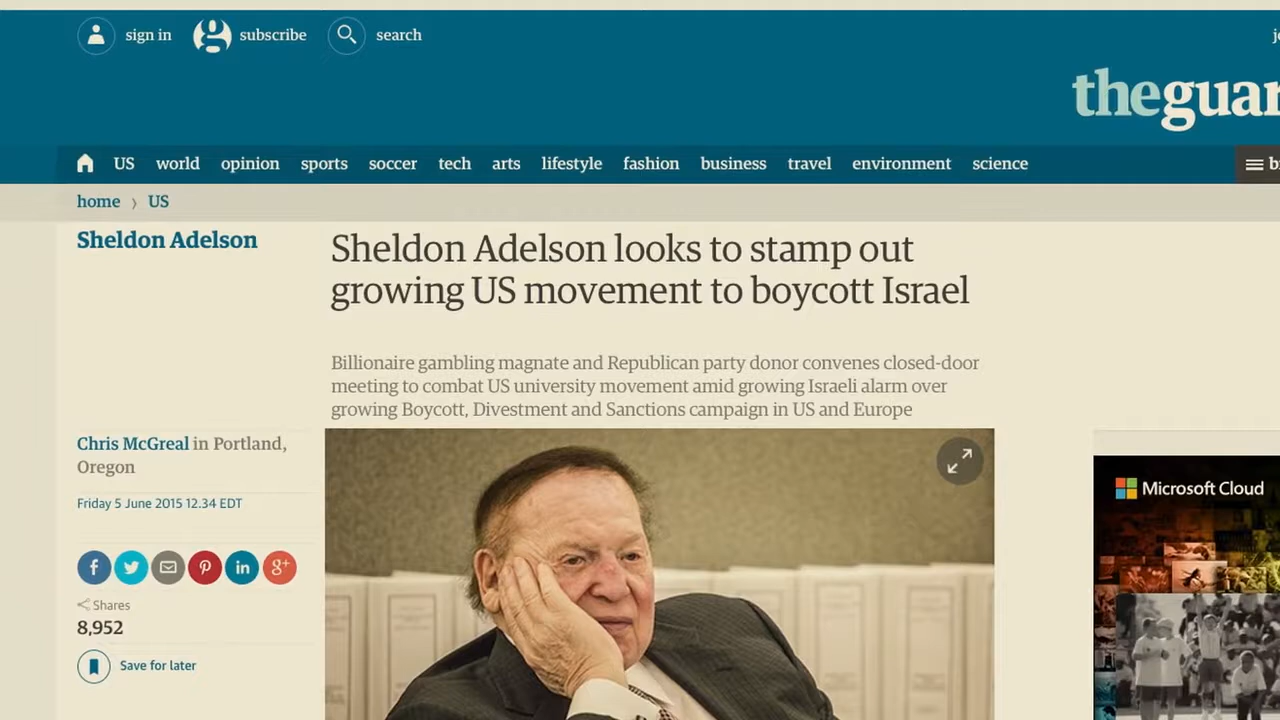 sign in subscribe search
theguar
US world opinion sports soccer tech arts lifestyle fashion business travel environment science
home › US
Sheldon Adelson
Sheldon Adelson looks to stamp out
growing US movement to boycott Israel
Billionaire gambling magnate and Republican party donor convenes closed-door
meeting to combat US university movement amid growing Israeli alarm over
growing Boycott, Divestment and Sanctions campaign in US and Europe
Chris McGreal in Portland,
Oregon
Friday 5 June 2015 12.34 EDT
Shares
8,952
Save for later
Microsoft Cloud